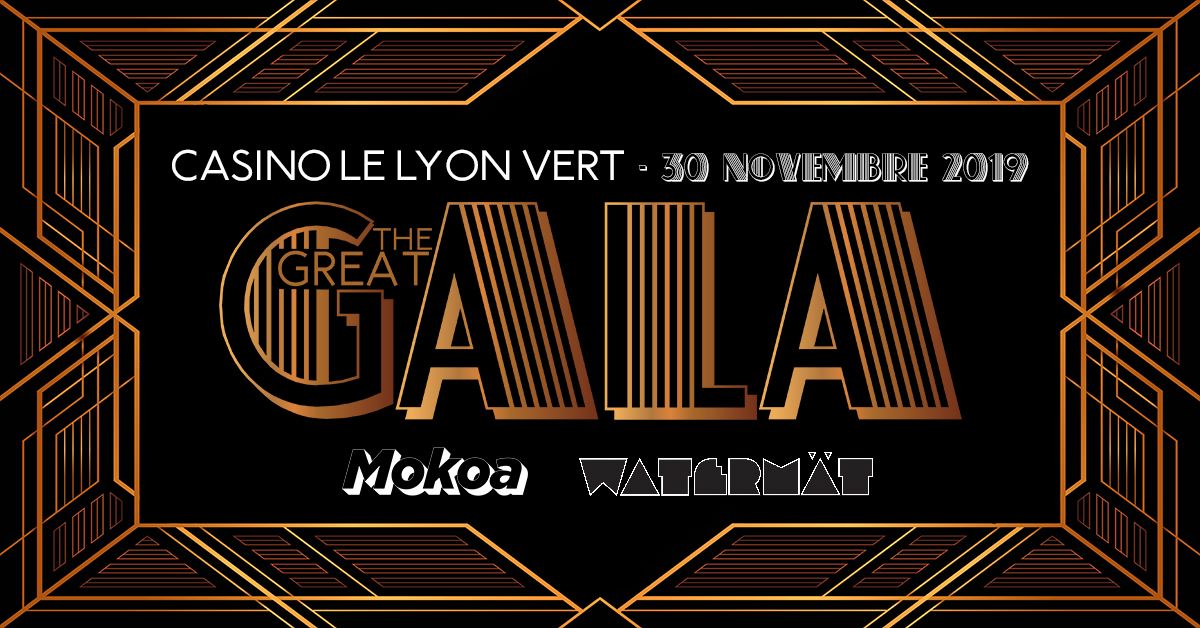 CASINO LE LYON VERT - 30 NOVEMBRE 2019
THE
GREAT
GALA
Mokoa WATERMÄT